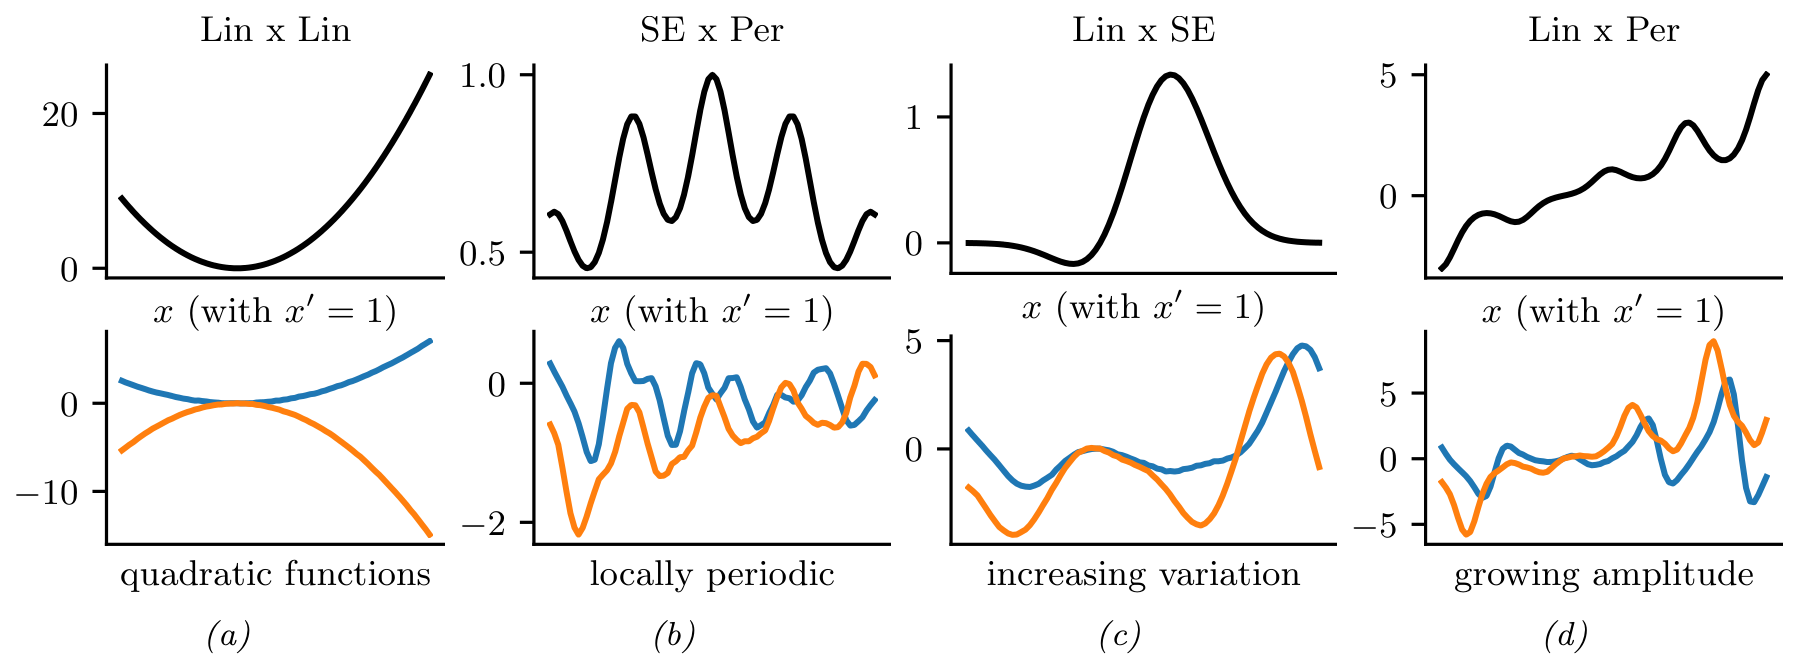 Lin x Lin
SE x Per
Lin x SE
Lin x Per
20
0
1.0
0.5
1
0
5
0
x (with x′ = 1)
x (with x′ = 1)
x (with x′ = 1)
x (with x′ = 1)
0
−10
0
−2
5
0
5
0
−5
quadratic functions
locally periodic
increasing variation
growing amplitude
(a)
(b)
(c)
(d)